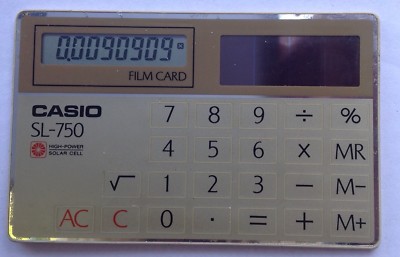 0.0090909
FILM CARD
CASIO
SL-750
HIGH-POWER
SOLAR CELL
7 8 9 ÷ %
4 5 6 × MR
√ 1 2 3 − M−
AC C 0 · = + M+